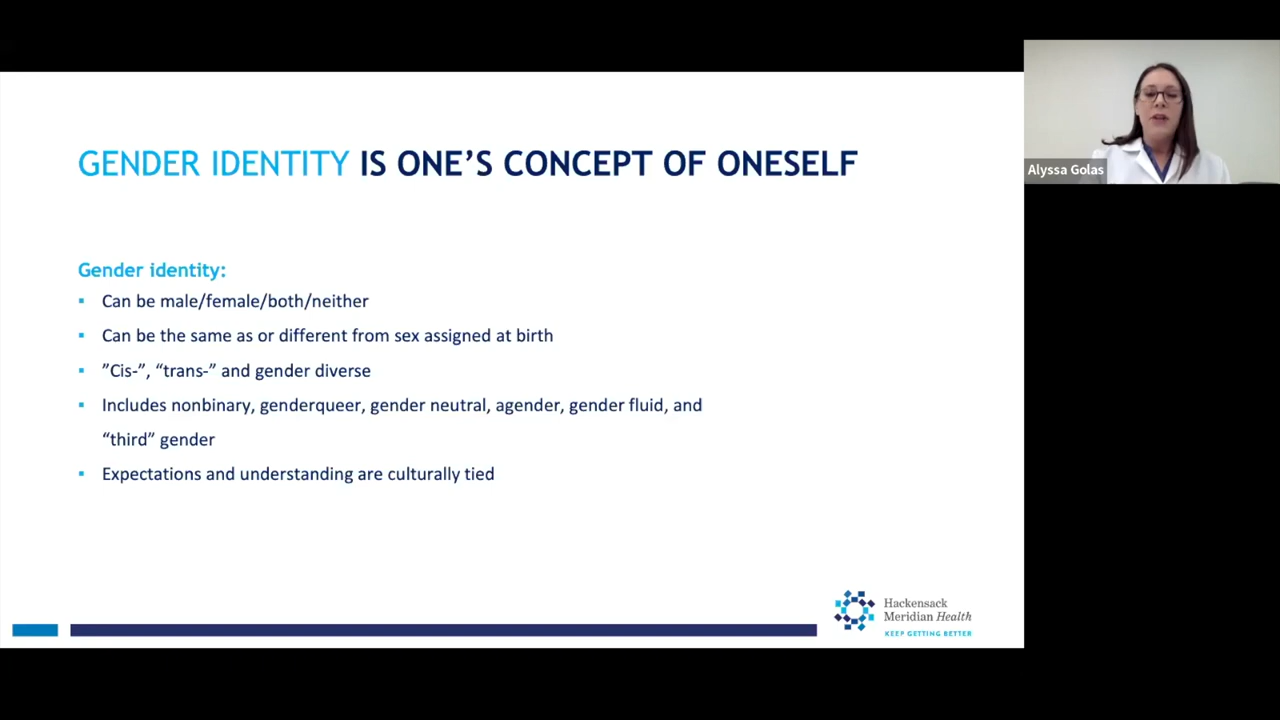 GENDER IDENTITY IS ONE’S CONCEPT OF ONESELF
Alyssa Golas
Gender identity:
▪ Can be male/female/both/neither
▪ Can be the same as or different from sex assigned at birth
▪ ”Cis-”, “trans-” and gender diverse
▪ Includes nonbinary, genderqueer, gender neutral, agender, gender fluid, and
“third” gender
▪ Expectations and understanding are culturally tied
Hackensack
Meridian Health
KEEP GETTING BETTER